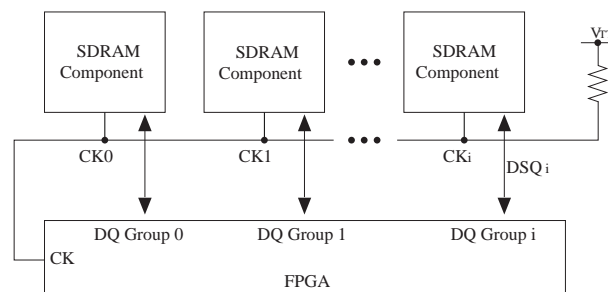 V
SDRAM Component
SDRAM Component
SDRAM Component
CK0
CK1
CKi
DSQ i
DQ Group 0
DQ Group 1
DQ Group i
CK
FPGA